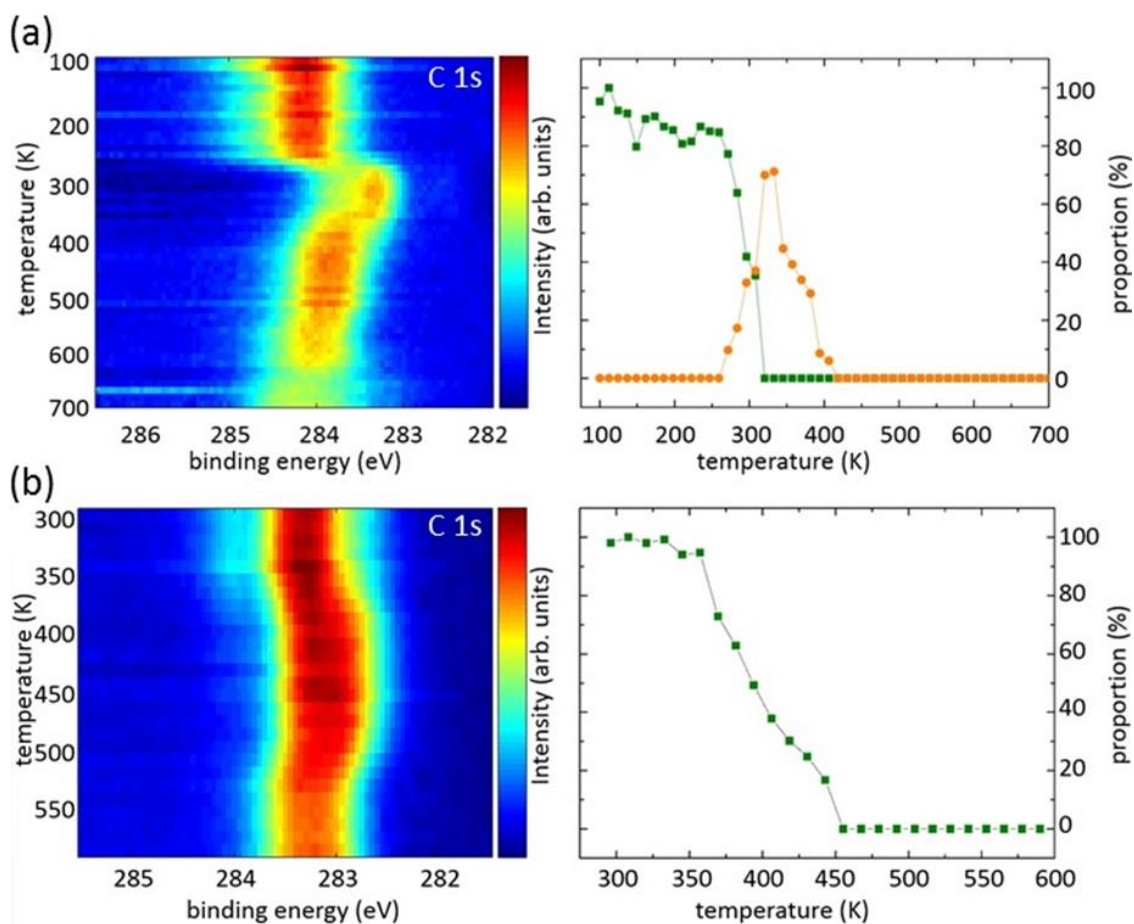 (a)
C 1s
100
200
300
400
500
600
700
temperature (K)
286 285 284 283 282
binding energy (eV)
Intensity (arb. units)
100
80
60
40
20
0
proportion (%)
100 200 300 400 500 600 700
temperature (K)
(b)
C 1s
300
350
400
450
500
550
temperature (K)
285 284 283 282
binding energy (eV)
Intensity (arb. units)
100
80
60
40
20
0
proportion (%)
300 350 400 450 500 550 600
temperature (K)